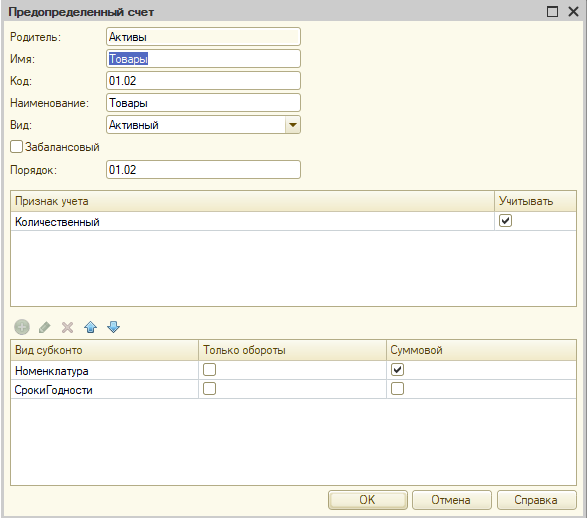 Предопределенный счет
Родитель: Активы
Имя: Товары
Код: 01.02
Наименование: Товары
Вид: Активный
Забалансовый
Порядок: 01.02
Признак учета Учитывать
Количественный
Вид субконто Только обороты Суммовой
Номенклатура
СрокиГодности
OK Отмена Справка